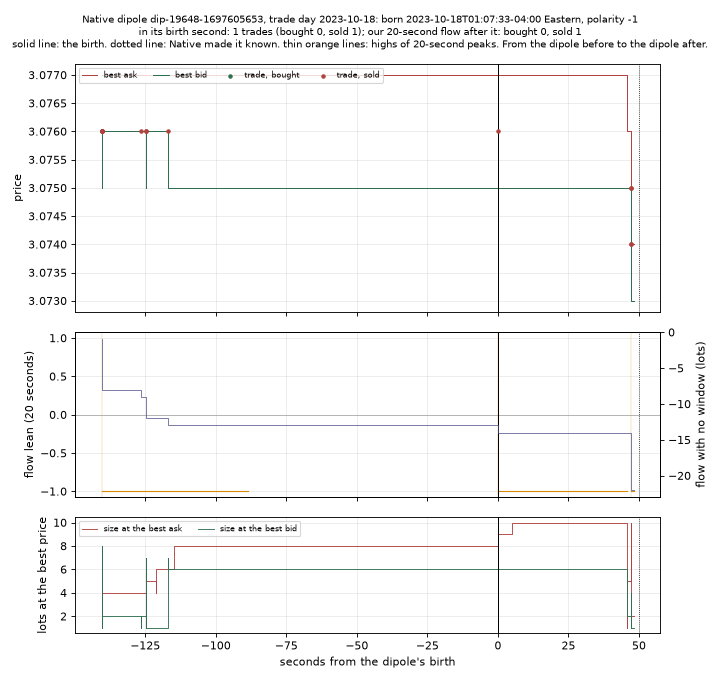 Native dipole dip-19648-1697605653, trade day 2023-10-18: born 2023-10-18T01:07:33-04:00 Eastern, polarity -1
in its birth second: 1 trades (bought 0, sold 1); our 20-second flow after it: bought 0, sold 1
solid line: the birth. dotted line: Native made it known. thin orange lines: highs of 20-second peaks. From the dipole before to the dipole after.
best ask best bid trade, bought trade, sold
3.0770
3.0765
3.0760
3.0755
3.0750
3.0745
3.0740
3.0735
3.0730
price
1.0
0.5
0.0
−0.5
−1.0
flow lean (20 seconds)
0
−5
−10
−15
−20
flow with no window (lots)
size at the best ask size at the best bid
10
8
6
4
2
lots at the best price
−125 −100 −75 −50 −25 0 25 50
seconds from the dipole's birth